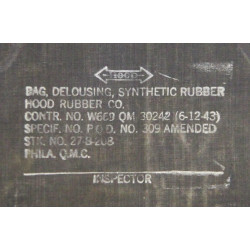 HOOD
BAG, DELOUSING, SYNTHETIC RUBBER
HOOD RUBBER CO.
CONTR. NO. W669 QM 30242 (6-12-43)
SPECIF. NO. P.Q.D. NO. 309 AMENDED
STK. NO. 27-B-208
PHILA. Q.M.C.
INSPECTOR